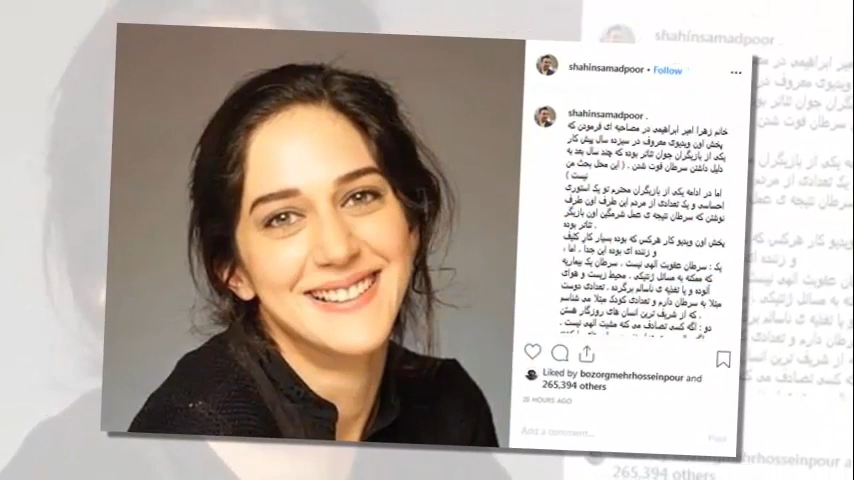 shahinsamadpoor • Follow
shahinsamadpoor .
خانم زهرا امیر ابراهیمی در مصاحبه ای فرمودن که
پخش اون ویدیوی معروف در سیزده سال پیش کار
یکی از بازیگران جوان تئاتر بوده که چند سال بعد به
دلیل داشتن سرطان فوت شدن . ( این محل بحث من
نیست )
اما در ادامه یکی از بازیگران محترم تو یک استوری
احساسی و یک تعدادی از مردم این طرف اون طرف
نوشتن که سرطان نتیجه ی عمل شرمگین اون بازیگر
تئاتر بوده .
پخش اون ویدیو کار هرکس که بوده بسیار کار کثیف
و زننده ای بوده این جدا . اما ،
یک : سرطان عقوبت الهی نیست . سرطان یک بیماریه
که ممکنه به مسائل ژنتیکی . محیط زیست و هوای
آلوده و یا تغذیه ی ناسالم برگرده . تعدادی دوست
مبتلا به سرطان دارم و تعدادی کودک مبتلا می شناسم
که از شریف ترین انسان های روزگار هستن .
دو : اگه کسی تصادف می کنه مشیت الهی نیست .
Liked by bozorgmehrhosseinpour and
265,394 others
20 HOURS AGO
Add a comment...
Post
shahinsamadpoor .
265,394 others